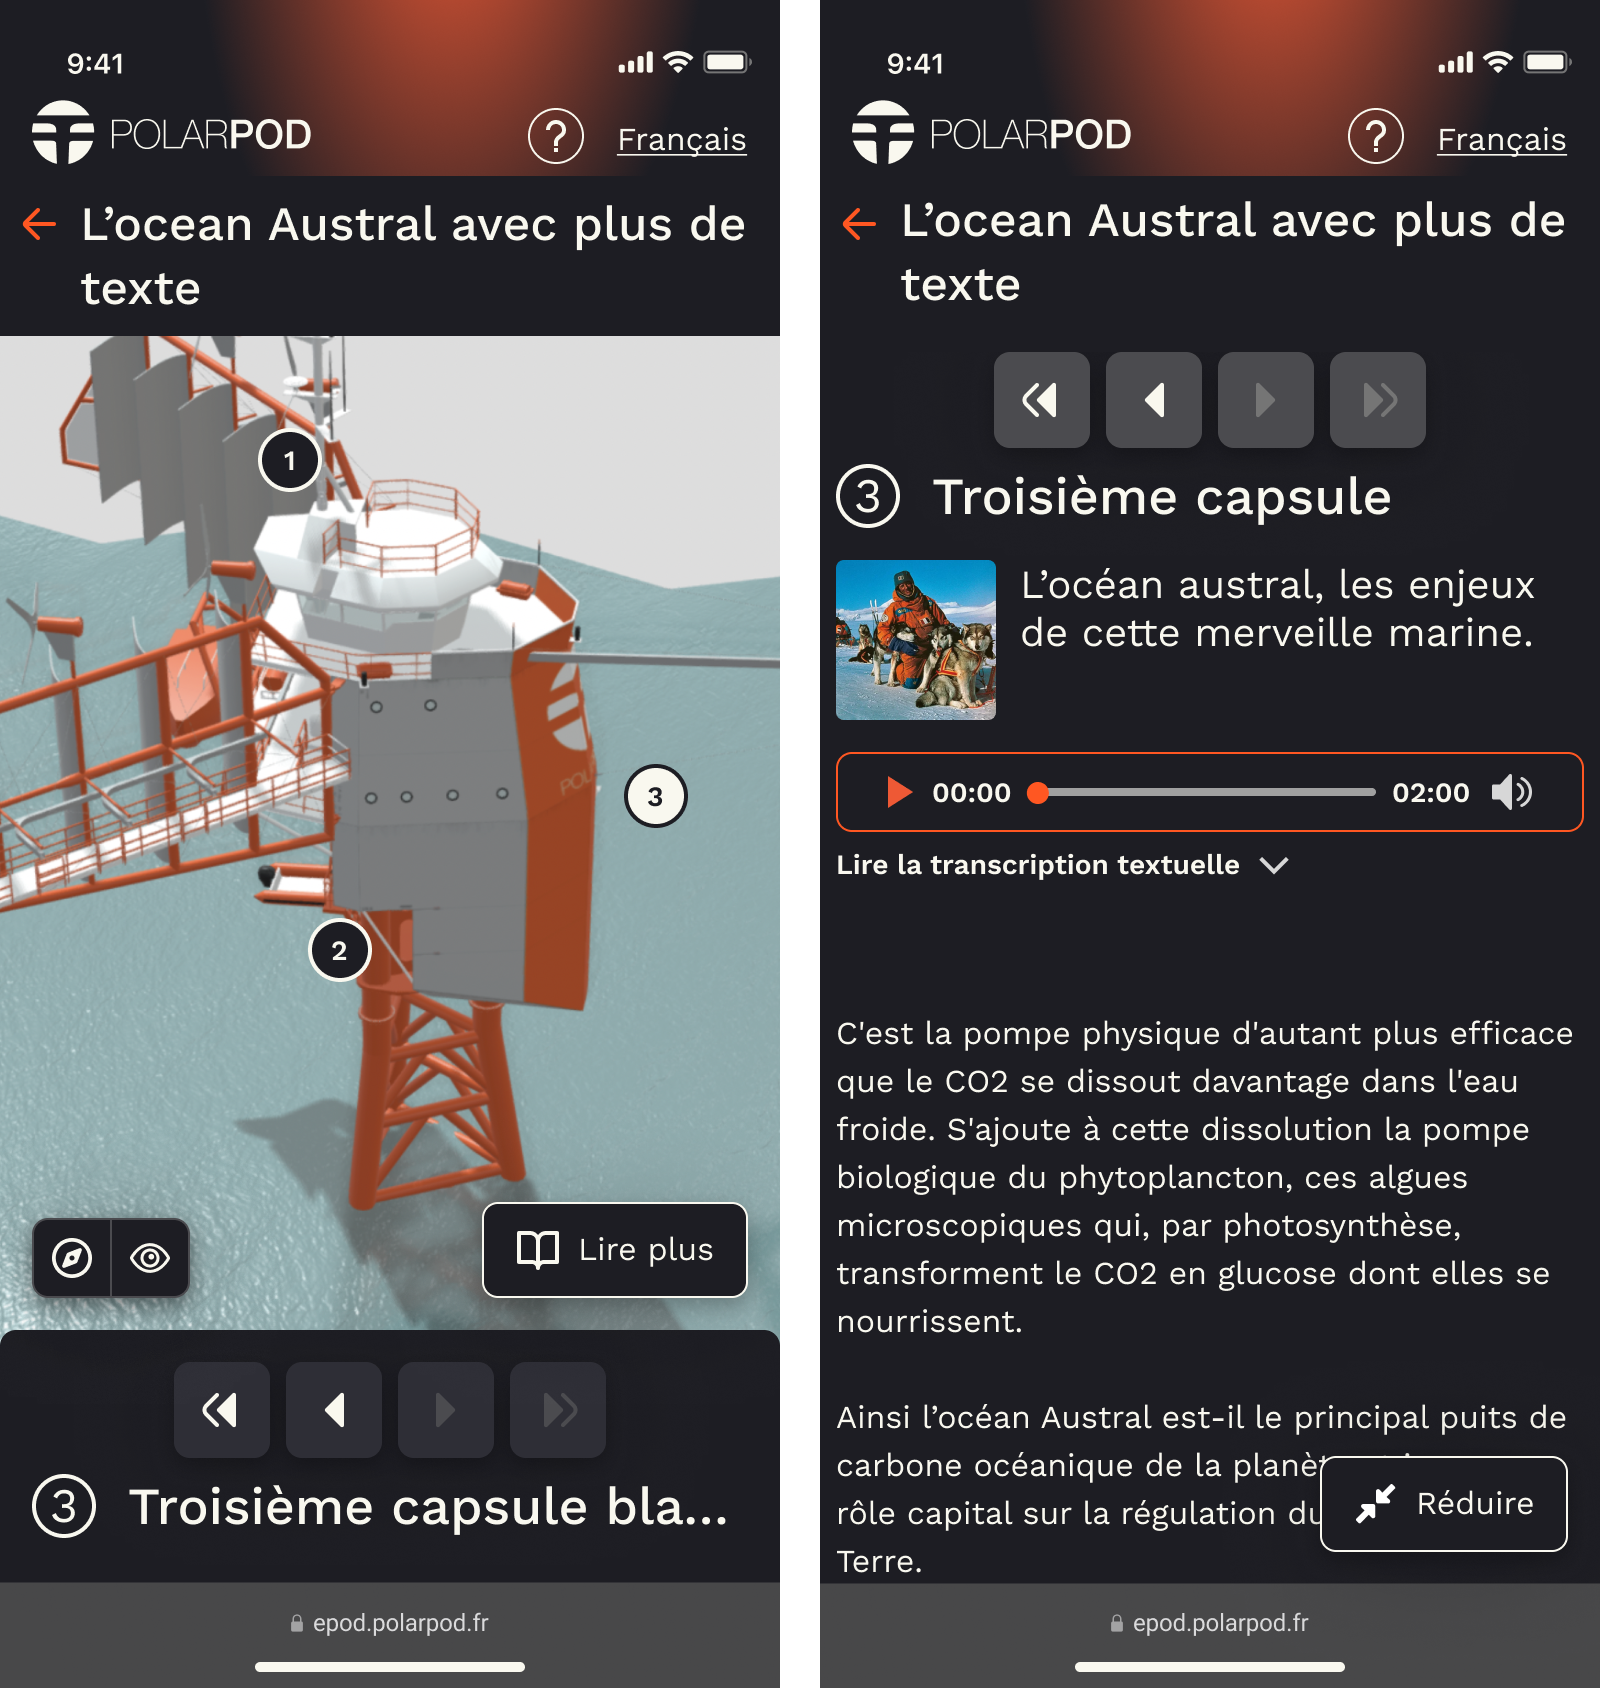 9:41
POLARPOD
?
Français
L’ocean Austral avec plus de
texte
1
POL
3
2
Lire plus
3 Troisième capsule bla...
epod.polarpod.fr
9:41
POLARPOD
?
Français
L’ocean Austral avec plus de
texte
3 Troisième capsule
L’océan austral, les enjeux
de cette merveille marine.
00:00 02:00
Lire la transcription textuelle
C'est la pompe physique d'autant plus efficace
que le CO2 se dissout davantage dans l'eau
froide. S'ajoute à cette dissolution la pompe
biologique du phytoplancton, ces algues
microscopiques qui, par photosynthèse,
transforment le CO2 en glucose dont elles se
nourrissent.
Ainsi l’océan Austral est-il le principal puits de
carbone océanique de la
rôle capital sur la régulation
Terre.
Réduire
epod.polarpod.fr